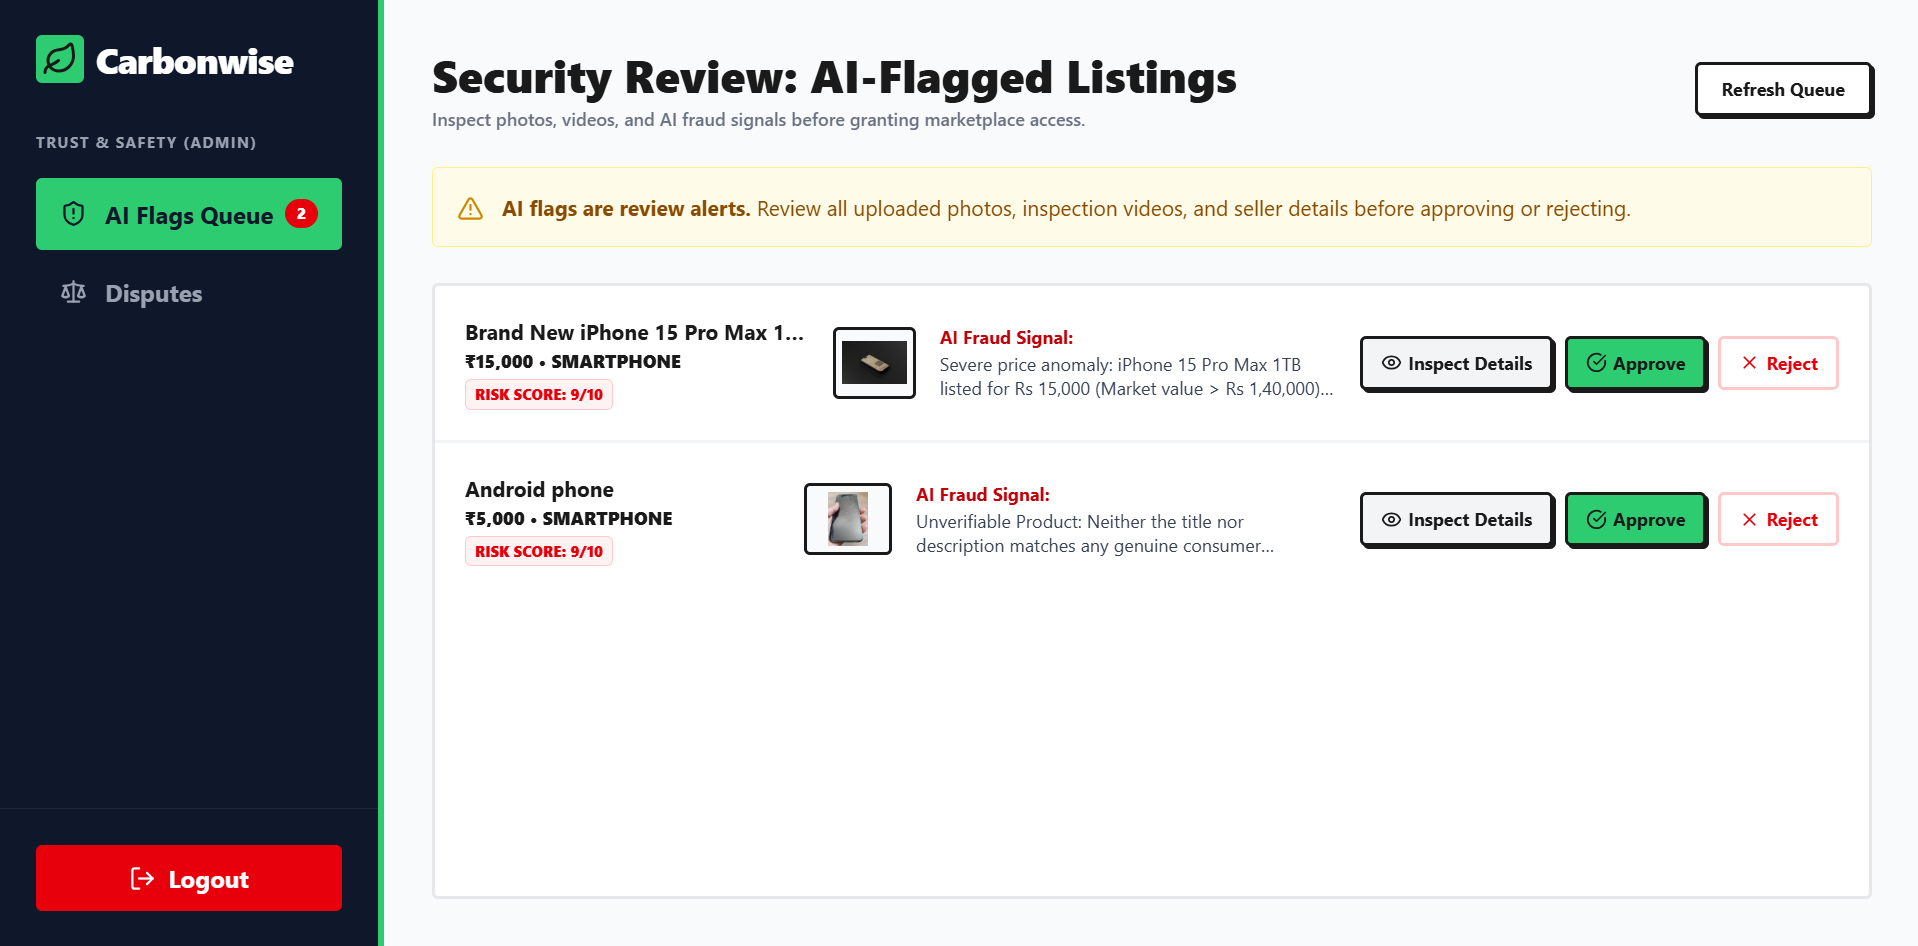 Carbonwise
TRUST & SAFETY (ADMIN)
AI Flags Queue 2
Disputes
Logout
Security Review: AI-Flagged Listings
Inspect photos, videos, and AI fraud signals before granting marketplace access.
Refresh Queue
AI flags are review alerts. Review all uploaded photos, inspection videos, and seller details before approving or rejecting.
Brand New iPhone 15 Pro Max 1...
₹15,000 • SMARTPHONE
RISK SCORE: 9/10
AI Fraud Signal:
Severe price anomaly: iPhone 15 Pro Max 1TB
listed for Rs 15,000 (Market value > Rs 1,40,000)...
Inspect Details
Approve
Reject
Android phone
₹5,000 • SMARTPHONE
RISK SCORE: 9/10
AI Fraud Signal:
Unverifiable Product: Neither the title nor
description matches any genuine consumer...
Inspect Details
Approve
Reject